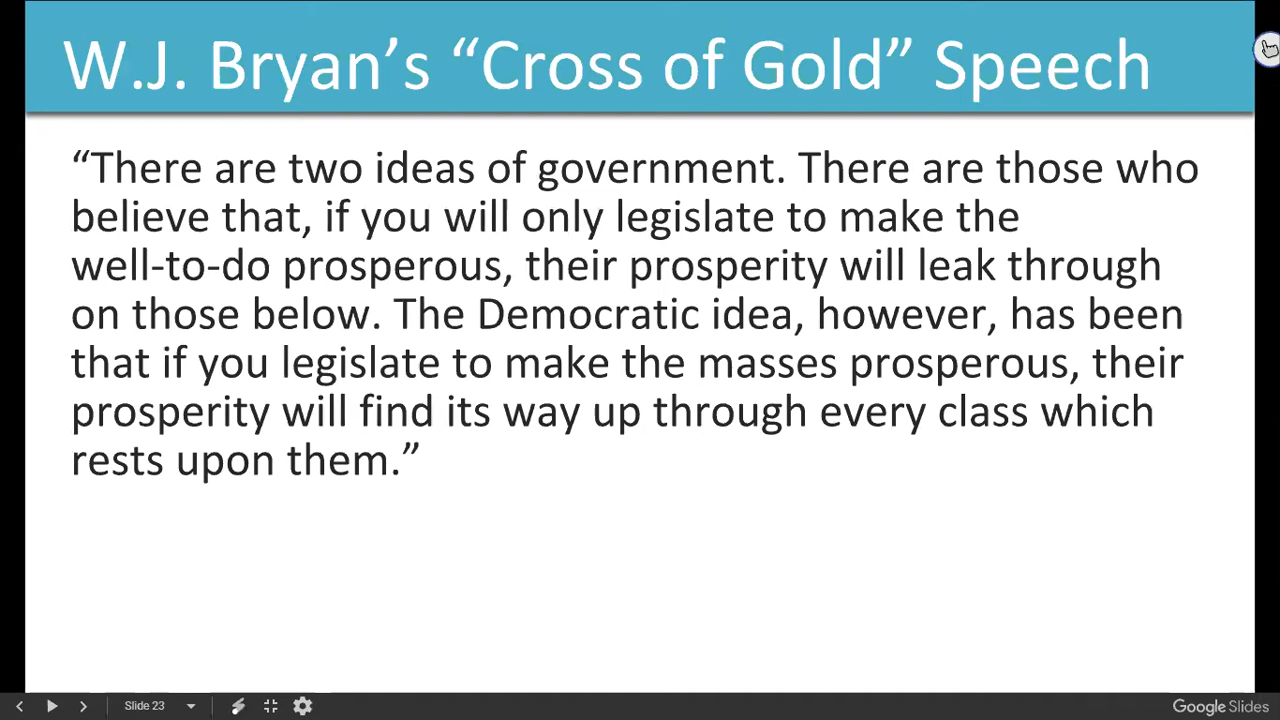 W.J. Bryan’s “Cross of Gold” Speech
“There are two ideas of government. There are those who
believe that, if you will only legislate to make the
well-to-do prosperous, their prosperity will leak through
on those below. The Democratic idea, however, has been
that if you legislate to make the masses prosperous, their
prosperity will find its way up through every class which
rests upon them.”
Slide 23
Google Slides